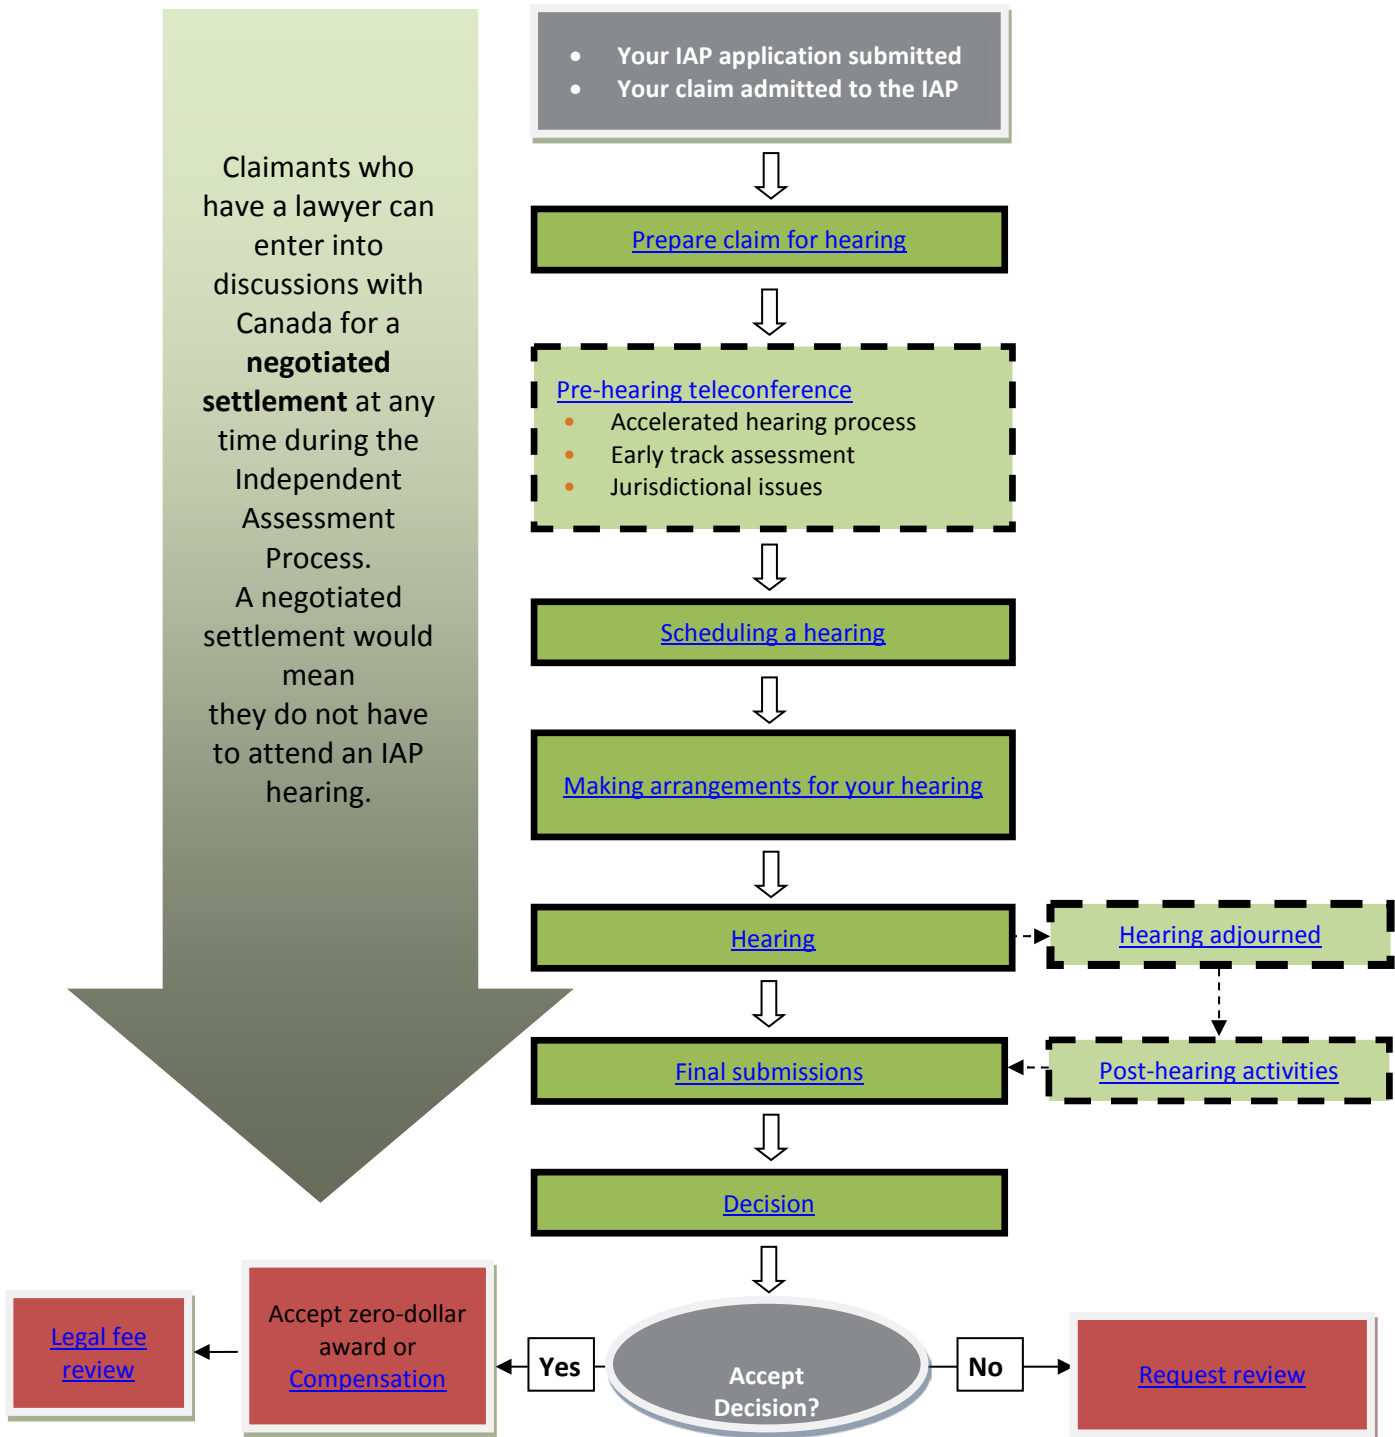 • Your IAP application submitted
• Your claim admitted to the IAP
Claimants who
have a lawyer can
enter into
discussions with
Canada for a
negotiated
settlement at any
time during the
Independent
Assessment
Process.
A negotiated
settlement would
mean
they do not have
to attend an IAP
hearing.
Prepare claim for hearing
Pre-hearing teleconference
• Accelerated hearing process
• Early track assessment
• Jurisdictional issues
Scheduling a hearing
Making arrangements for your hearing
Hearing
Hearing adjourned
Final submissions
Post-hearing activities
Decision
Legal fee
review
Accept zero-dollar
award or
Compensation
Yes
Accept
Decision?
No
Request review